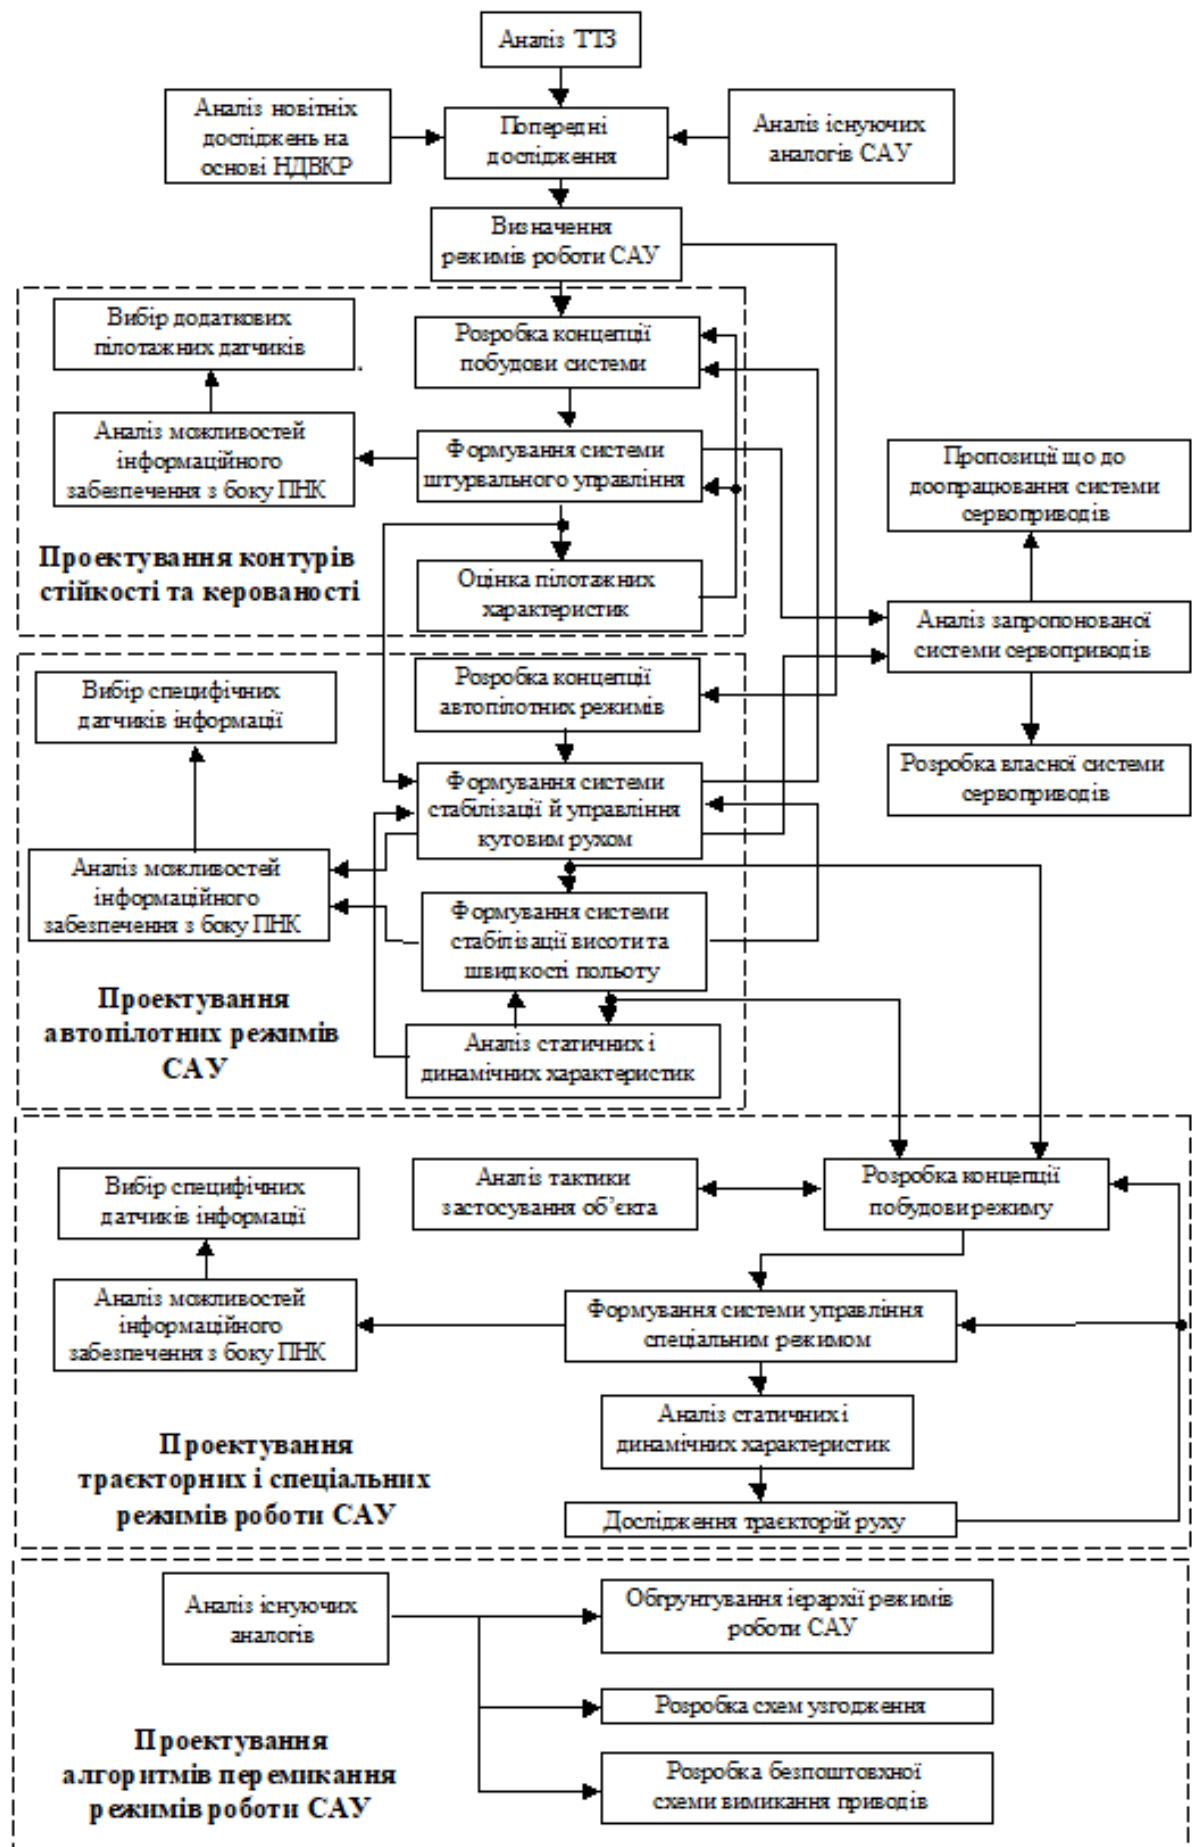 Аналіз ТТЗ
Аналіз новітніх
досліджень на
основі НДВКР
Попередні
дослідження
Аналіз існуючих
аналогів САУ
Визначення
режимів роботи САУ
Вибір додаткових
пілотажних датчиків
Розробка концепції
побудови системи
Аналіз можливостей
інформаційного
забезпечення з боку ПНК
Формування системи
штурвального управління
Пропозиції що до
доопрацювання системи
сервоприводів
Проектування контурів
стійкості та керованості
Оцінка пілотажних
характеристик
Аналіз запропонованої
системи сервоприводів
Вибір специфічних
датчиків інформації
Розробка концепції
автопілотних режимів
Розробка власної системи
сервоприводів
Формування системи
стабілізації й управління
кутовим рухом
Аналіз можливостей
інформаційного
забезпечення з боку ПНК
Формування системи
стабілізації висоти та
швидкості польоту
Проектування
автопілотних режимів
САУ
Аналіз статичних і
динамічних характеристик
Вибір специфічних
датчиків інформації
Аналіз тактики
застосування об’єкта
Розробка концепції
побудови режиму
Аналіз можливостей
інформаційного
забезпечення з боку ПНК
Формування системи управління
спеціальним режимом
Аналіз статичних і
динамічних характеристик
Проектування
траєкторних і спеціальних
режимів роботи САУ
Дослідження траєкторій руху
Аналіз існуючих
аналогів
Обгрунтування ієрархії режимів
роботи САУ
Розробка схем узгодження
Проектування
алгоритмів перемикання
режимів роботи САУ
Розробка безпоштовхної
схеми вимикання приводів